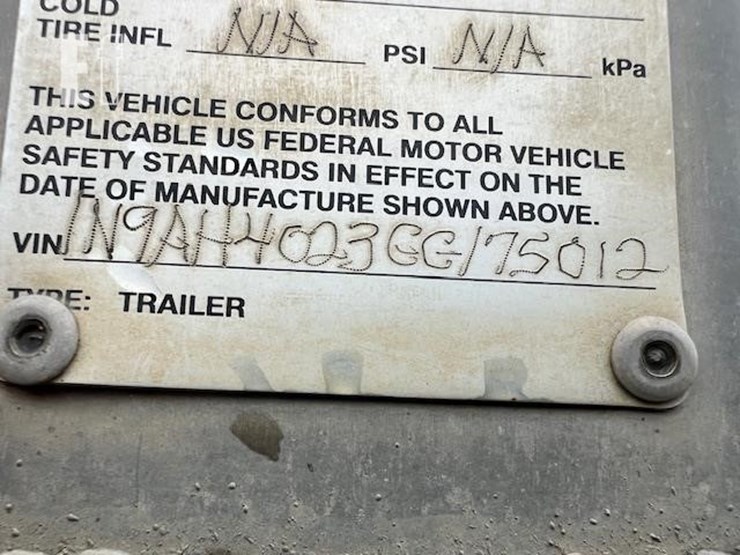 COLD
TIRE INFL N/A PSI N/A kPa
THIS VEHICLE CONFORMS TO ALL
APPLICABLE US FEDERAL MOTOR VEHICLE
SAFETY STANDARDS IN EFFECT ON THE
DATE OF MANUFACTURE SHOWN ABOVE.
VIN 1N9AH4023GG175012
TYPE: TRAILER